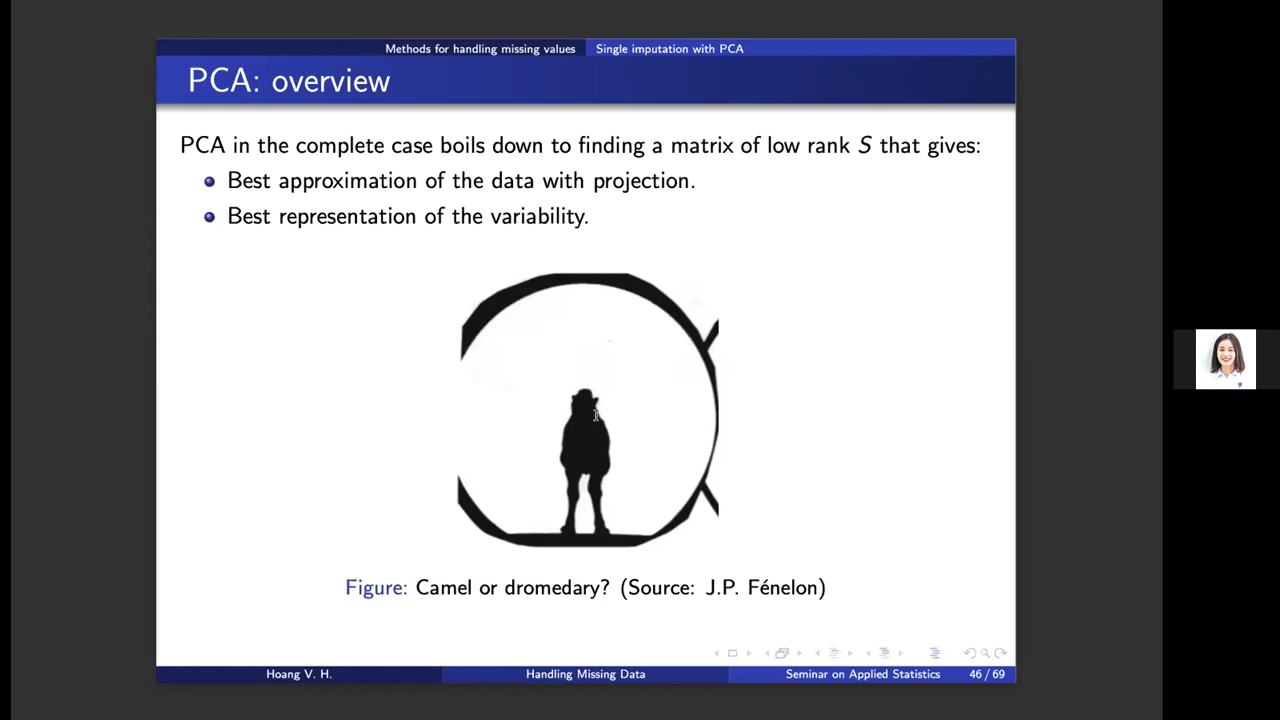 Methods for handling missing values Single imputation with PCA
PCA: overview
PCA in the complete case boils down to finding a matrix of low rank S that gives:
Best approximation of the data with projection.
Best representation of the variability.
Figure: Camel or dromedary? (Source: J.P. Fénelon)
Hoang V. H. Handling Missing Data Seminar on Applied Statistics 46 / 69